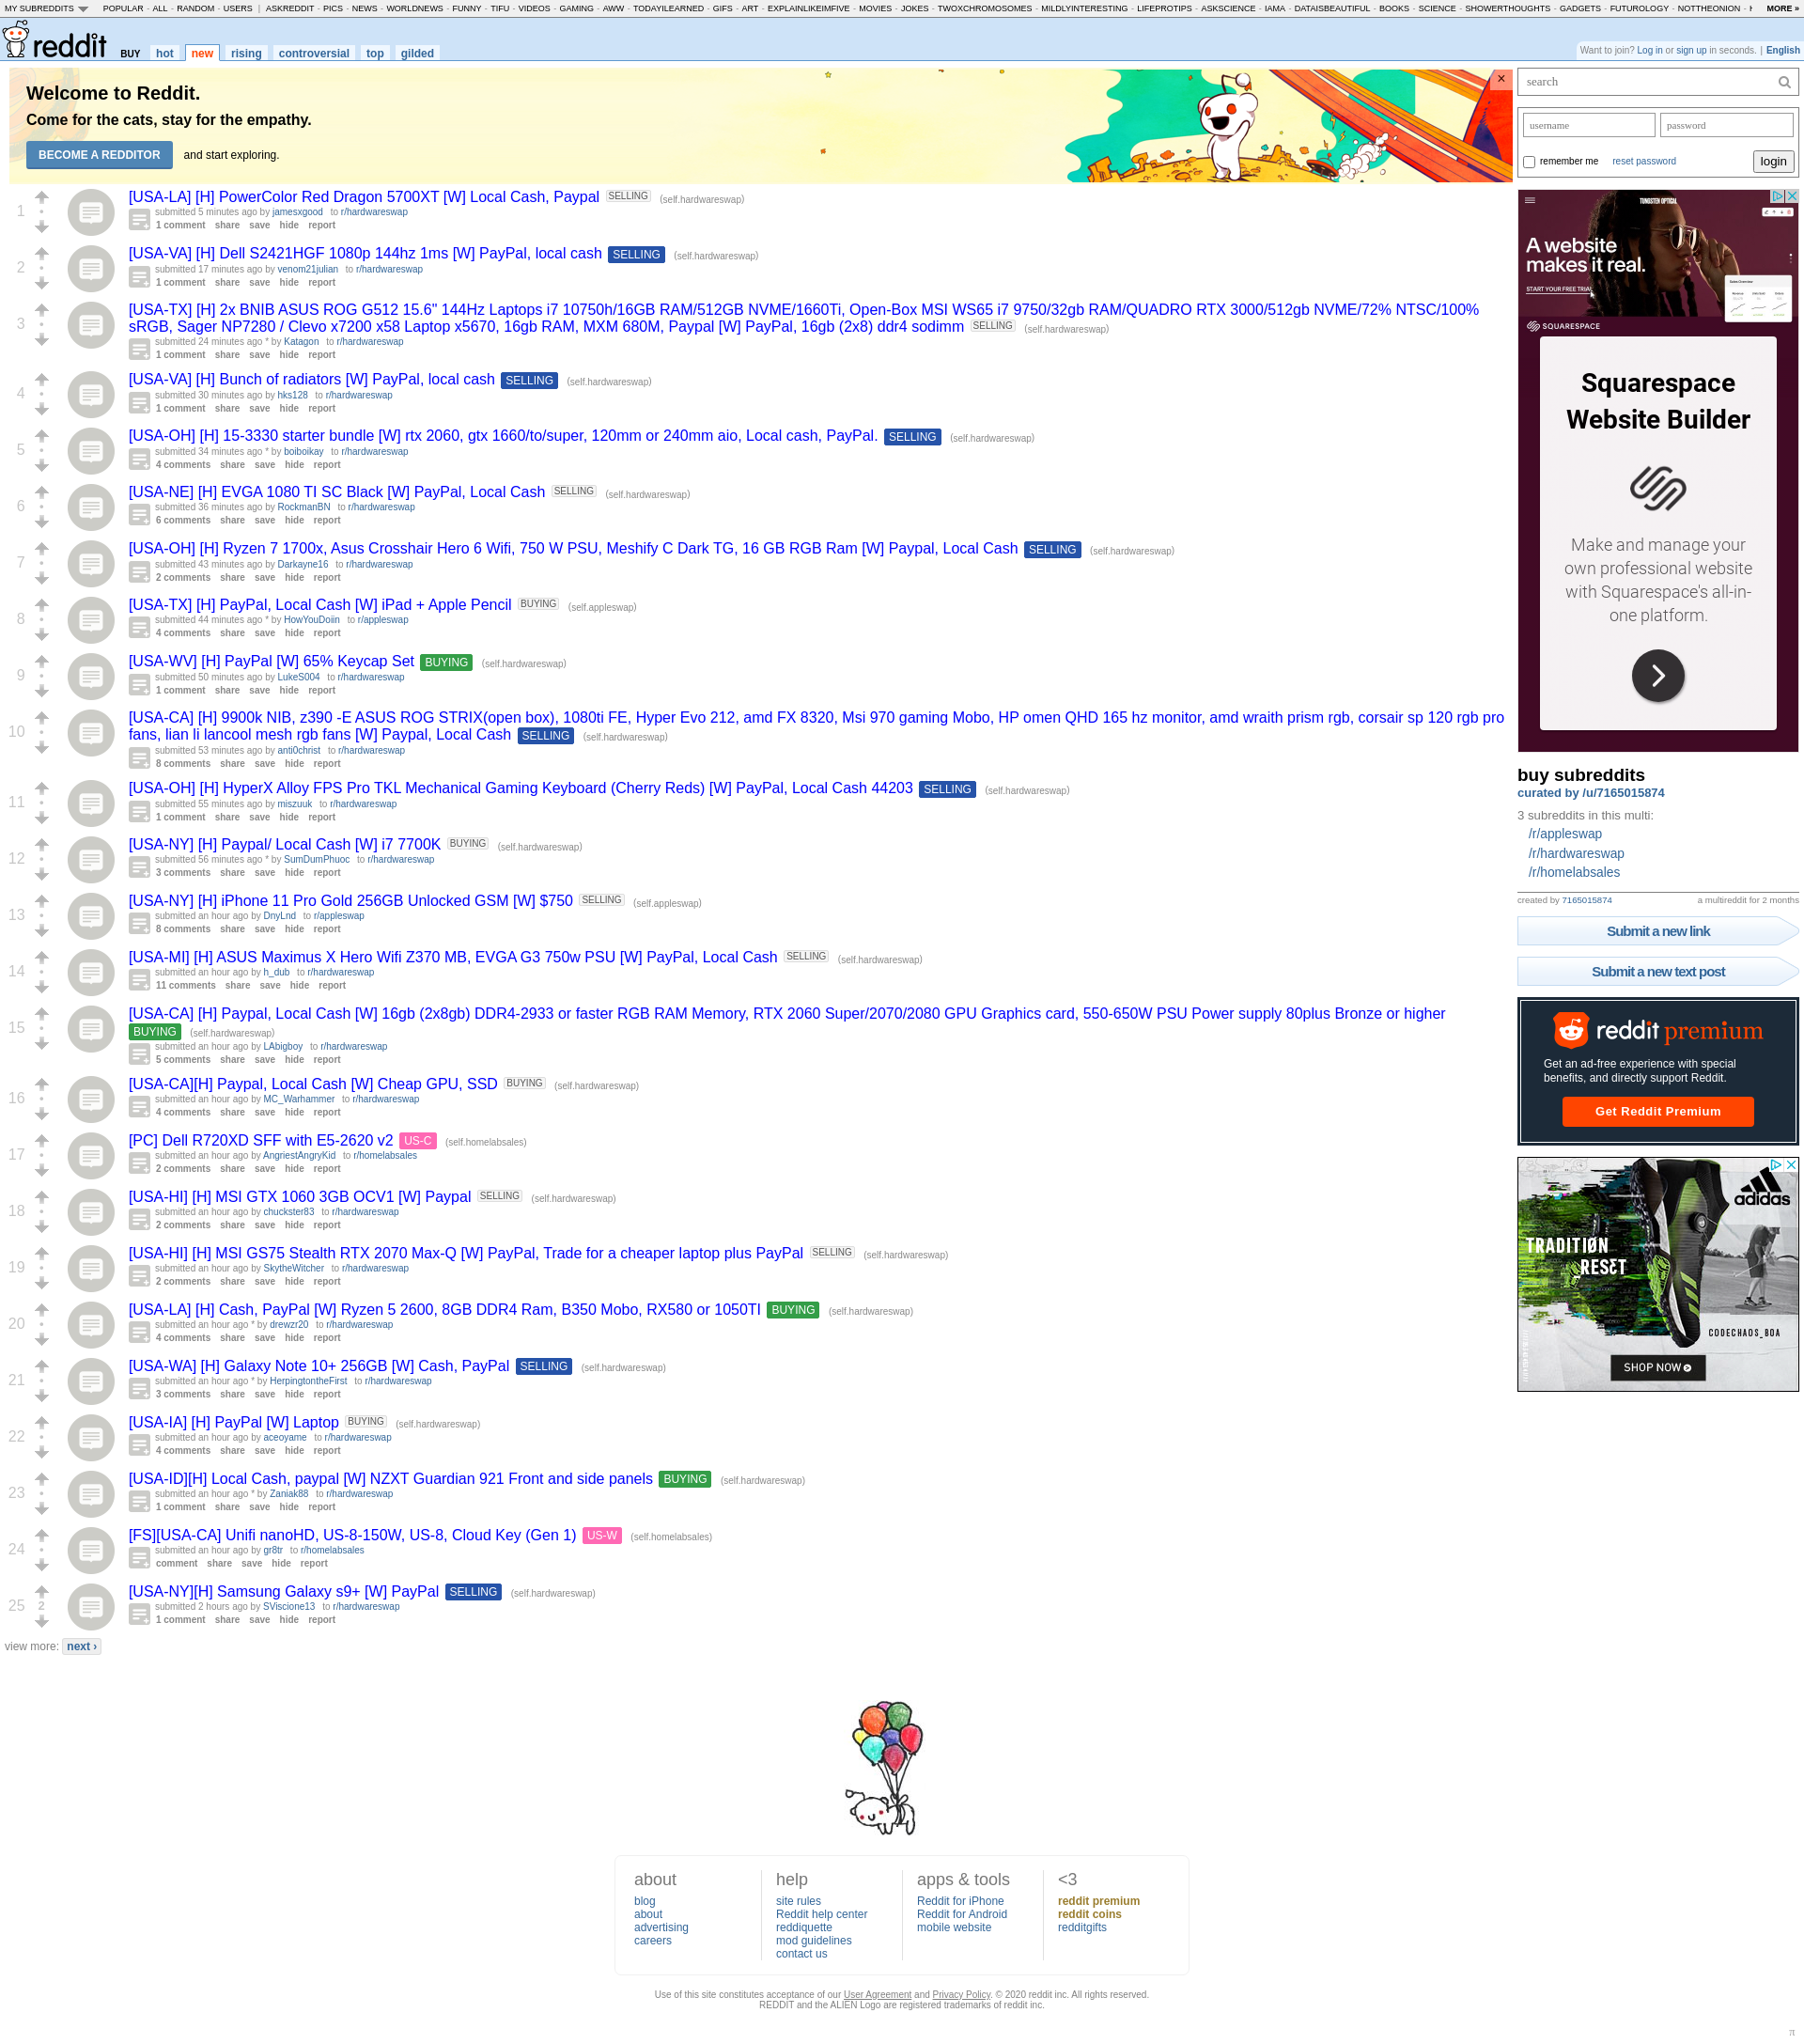 MY SUBREDDITS POPULAR - ALL - RANDOM - USERS | ASKREDDIT - PICS - NEWS - WORLDNEWS - FUNNY - TIFU - VIDEOS - GAMING - AWW - TODAYILEARNED - GIFS - ART - EXPLAINLIKEIMFIVE - MOVIES - JOKES - TWOXCHROMOSOMES - MILDLYINTERESTING - LIFEPROTIPS - ASKSCIENCE - IAMA - DATAISBEAUTIFUL - BOOKS - SCIENCE - SHOWERTHOUGHTS - GADGETS - FUTUROLOGY - NOTTHEONION - MORE »
reddit BUY hot new rising controversial top gilded
Want to join? Log in or sign up in seconds. | English
Welcome to Reddit.
Come for the cats, stay for the empathy.
BECOME A REDDITOR and start exploring.
1
[USA-LA] [H] PowerColor Red Dragon 5700XT [W] Local Cash, Paypal SELLING (self.hardwareswap)
submitted 5 minutes ago by jamesxgood to r/hardwareswap
1 comment share save hide report
2
[USA-VA] [H] Dell S2421HGF 1080p 144hz 1ms [W] PayPal, local cash SELLING (self.hardwareswap)
submitted 17 minutes ago by venom21julian to r/hardwareswap
1 comment share save hide report
3
[USA-TX] [H] 2x BNIB ASUS ROG G512 15.6" 144Hz Laptops i7 10750h/16GB RAM/512GB NVME/1660Ti, Open-Box MSI WS65 i7 9750/32gb RAM/QUADRO RTX 3000/512gb NVME/72% NTSC/100%
sRGB, Sager NP7280 / Clevo x7200 x58 Laptop x5670, 16gb RAM, MXM 680M, Paypal [W] PayPal, 16gb (2x8) ddr4 sodimm SELLING (self.hardwareswap)
submitted 24 minutes ago * by Katagon to r/hardwareswap
1 comment share save hide report
4
[USA-VA] [H] Bunch of radiators [W] PayPal, local cash SELLING (self.hardwareswap)
submitted 30 minutes ago by hks128 to r/hardwareswap
1 comment share save hide report
5
[USA-OH] [H] 15-3330 starter bundle [W] rtx 2060, gtx 1660/to/super, 120mm or 240mm aio, Local cash, PayPal. SELLING (self.hardwareswap)
submitted 34 minutes ago * by boiboikay to r/hardwareswap
4 comments share save hide report
6
[USA-NE] [H] EVGA 1080 TI SC Black [W] PayPal, Local Cash SELLING (self.hardwareswap)
submitted 36 minutes ago by RockmanBN to r/hardwareswap
6 comments share save hide report
7
[USA-OH] [H] Ryzen 7 1700x, Asus Crosshair Hero 6 Wifi, 750 W PSU, Meshify C Dark TG, 16 GB RGB Ram [W] Paypal, Local Cash SELLING (self.hardwareswap)
submitted 43 minutes ago by Darkayne16 to r/hardwareswap
2 comments share save hide report
8
[USA-TX] [H] PayPal, Local Cash [W] iPad + Apple Pencil BUYING (self.appleswap)
submitted 44 minutes ago * by HowYouDoiin to r/appleswap
4 comments share save hide report
9
[USA-WV] [H] PayPal [W] 65% Keycap Set BUYING (self.hardwareswap)
submitted 50 minutes ago by LukeS004 to r/hardwareswap
1 comment share save hide report
10
[USA-CA] [H] 9900k NIB, z390 -E ASUS ROG STRIX(open box), 1080ti FE, Hyper Evo 212, amd FX 8320, Msi 970 gaming Mobo, HP omen QHD 165 hz monitor, amd wraith prism rgb, corsair sp 120 rgb pro
fans, lian li lancool mesh rgb fans [W] Paypal, Local Cash SELLING (self.hardwareswap)
submitted 53 minutes ago by anti0christ to r/hardwareswap
8 comments share save hide report
11
[USA-OH] [H] HyperX Alloy FPS Pro TKL Mechanical Gaming Keyboard (Cherry Reds) [W] PayPal, Local Cash 44203 SELLING (self.hardwareswap)
submitted 55 minutes ago by miszuuk to r/hardwareswap
1 comment share save hide report
12
[USA-NY] [H] Paypal/ Local Cash [W] i7 7700K BUYING (self.hardwareswap)
submitted 56 minutes ago * by SumDumPhuoc to r/hardwareswap
3 comments share save hide report
13
[USA-NY] [H] iPhone 11 Pro Gold 256GB Unlocked GSM [W] $750 SELLING (self.appleswap)
submitted an hour ago by DnyLnd to r/appleswap
8 comments share save hide report
14
[USA-MI] [H] ASUS Maximus X Hero Wifi Z370 MB, EVGA G3 750w PSU [W] PayPal, Local Cash SELLING (self.hardwareswap)
submitted an hour ago by h_dub to r/hardwareswap
11 comments share save hide report
15
[USA-CA] [H] Paypal, Local Cash [W] 16gb (2x8gb) DDR4-2933 or faster RGB RAM Memory, RTX 2060 Super/2070/2080 GPU Graphics card, 550-650W PSU Power supply 80plus Bronze or higher
BUYING (self.hardwareswap)
submitted an hour ago by LAbigboy to r/hardwareswap
5 comments share save hide report
16
[USA-CA][H] Paypal, Local Cash [W] Cheap GPU, SSD BUYING (self.hardwareswap)
submitted an hour ago by MC_Warhammer to r/hardwareswap
4 comments share save hide report
17
[PC] Dell R720XD SFF with E5-2620 v2 US-C (self.homelabsales)
submitted an hour ago by AngriestAngryKid to r/homelabsales
2 comments share save hide report
18
[USA-HI] [H] MSI GTX 1060 3GB OCV1 [W] Paypal SELLING (self.hardwareswap)
submitted an hour ago by chuckster83 to r/hardwareswap
2 comments share save hide report
19
[USA-HI] [H] MSI GS75 Stealth RTX 2070 Max-Q [W] PayPal, Trade for a cheaper laptop plus PayPal SELLING (self.hardwareswap)
submitted an hour ago by SkytheWitcher to r/hardwareswap
2 comments share save hide report
20
[USA-LA] [H] Cash, PayPal [W] Ryzen 5 2600, 8GB DDR4 Ram, B350 Mobo, RX580 or 1050TI BUYING (self.hardwareswap)
submitted an hour ago * by drewzr20 to r/hardwareswap
4 comments share save hide report
21
[USA-WA] [H] Galaxy Note 10+ 256GB [W] Cash, PayPal SELLING (self.hardwareswap)
submitted an hour ago * by HerpingtontheFirst to r/hardwareswap
3 comments share save hide report
22
[USA-IA] [H] PayPal [W] Laptop BUYING (self.hardwareswap)
submitted an hour ago by aceoyame to r/hardwareswap
4 comments share save hide report
23
[USA-ID][H] Local Cash, paypal [W] NZXT Guardian 921 Front and side panels BUYING (self.hardwareswap)
submitted an hour ago * by Zaniak88 to r/hardwareswap
1 comment share save hide report
24
[FS][USA-CA] Unifi nanoHD, US-8-150W, US-8, Cloud Key (Gen 1) US-W (self.homelabsales)
submitted an hour ago by gr8tr to r/homelabsales
comment share save hide report
25 2
[USA-NY][H] Samsung Galaxy s9+ [W] PayPal SELLING (self.hardwareswap)
submitted 2 hours ago by SViscione13 to r/hardwareswap
1 comment share save hide report
view more: next ›
search
username password
remember me reset password login
TUNGSTEN OPTICAL
A website
makes it real.
START YOUR FREE TRIAL
SQUARESPACE
Squarespace
Website Builder
Make and manage your
own professional website
with Squarespace's all-in-
one platform.
buy subreddits
curated by /u/7165015874
3 subreddits in this multi:
/r/appleswap
/r/hardwareswap
/r/homelabsales
created by 7165015874 a multireddit for 2 months
Submit a new link
Submit a new text post
reddit premium
Get an ad-free experience with special
benefits, and directly support Reddit.
Get Reddit Premium
adidas
TRADITIØN
_RESET
CODECHAOS_BOA
SHOP NOW
about
blog
about
advertising
careers
help
site rules
Reddit help center
reddiquette
mod guidelines
contact us
apps & tools
Reddit for iPhone
Reddit for Android
mobile website
<3
reddit premium
reddit coins
redditgifts
Use of this site constitutes acceptance of our User Agreement and Privacy Policy. © 2020 reddit inc. All rights reserved.
REDDIT and the ALIEN Logo are registered trademarks of reddit inc.
π